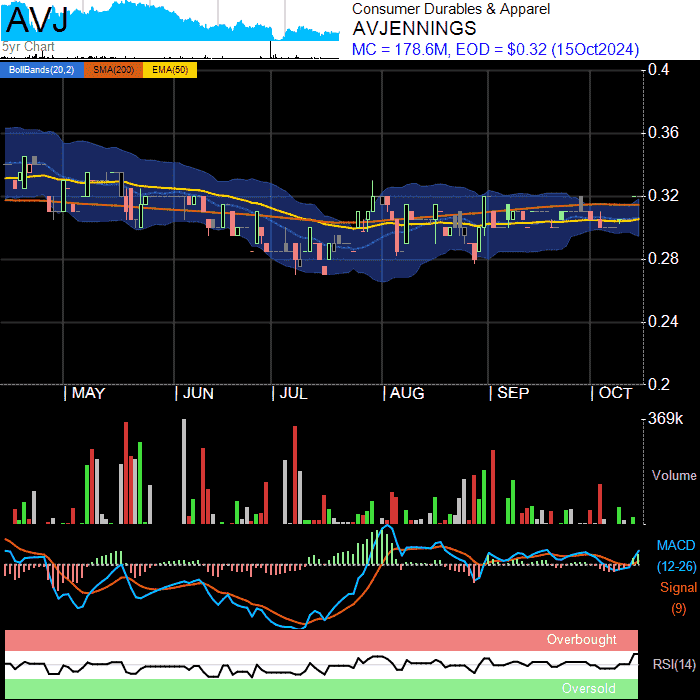 AVJ
5yr Chart
Consumer Durables & Apparel
AVJENNINGS
MC = 178.6M, EOD = $0.32 (15Oct2024)
BollBands(20,2) SMA(200) EMA(50)
0.4
0.36
0.32
0.28
0.24
0.2
MAY JUN JUL AUG SEP OCT
369k
Volume
MACD
(12-26)
Signal
(9)
Overbought
RSI(14)
Oversold